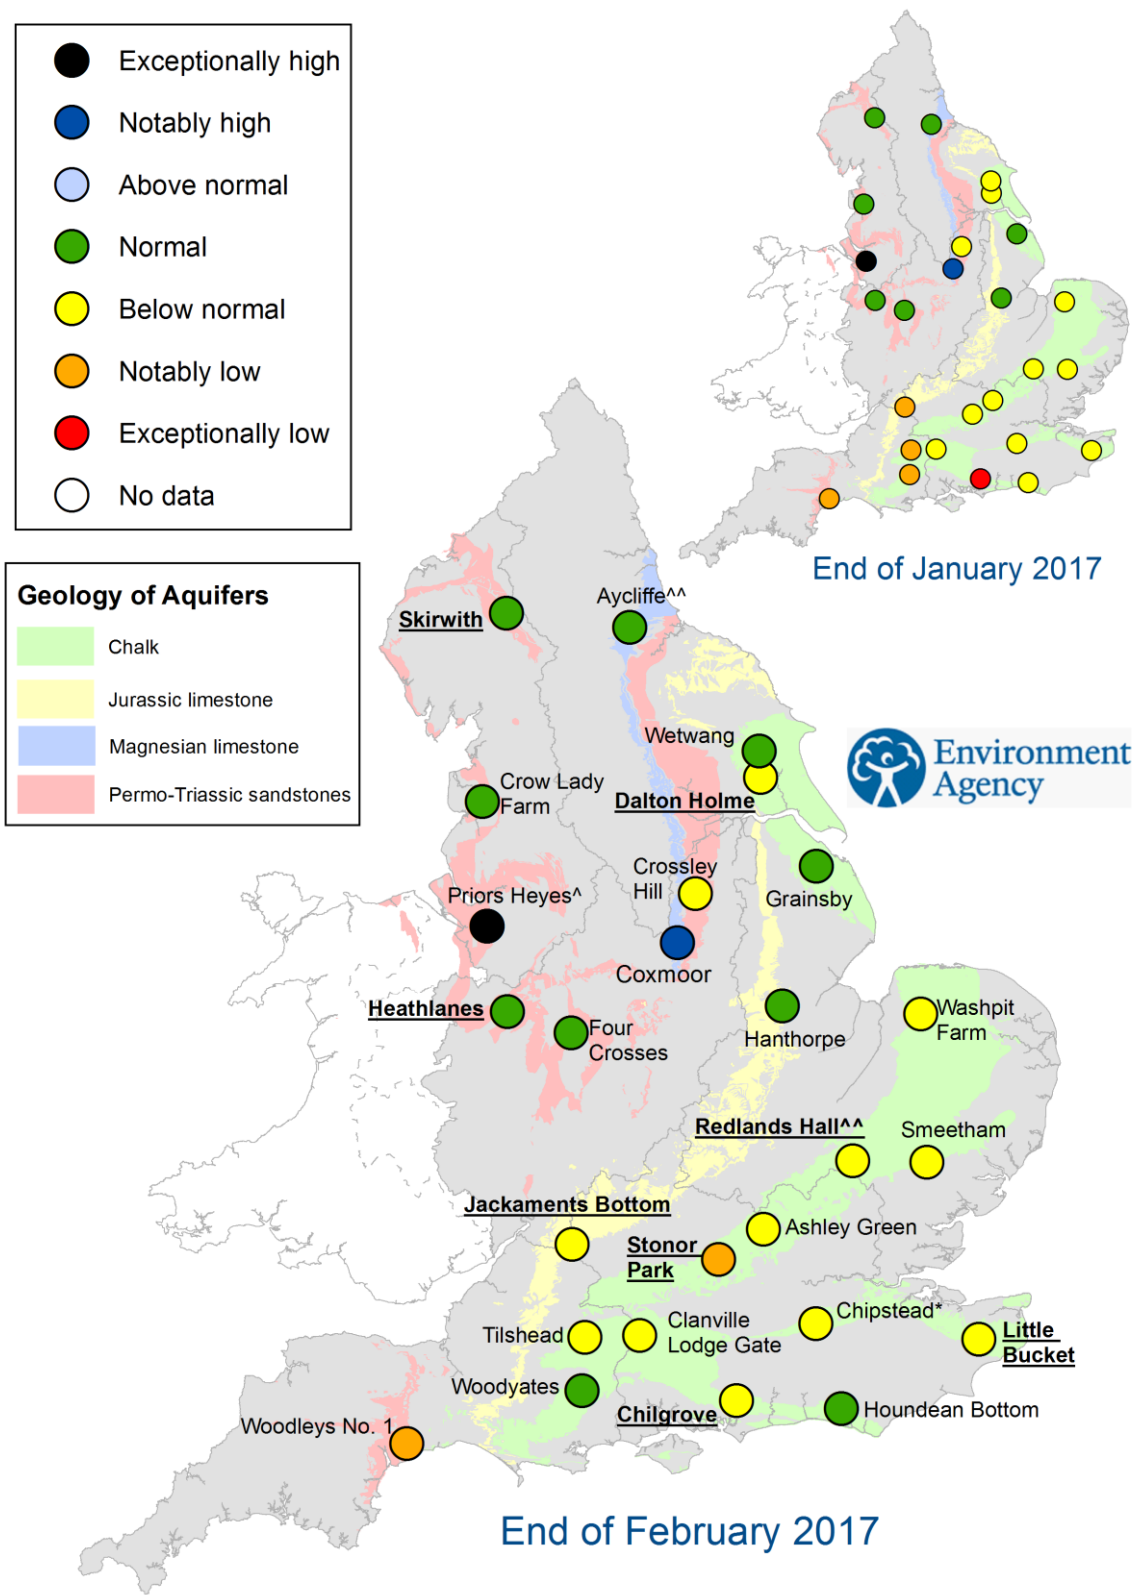 Exceptionally high
Notably high
Above normal
Normal
Below normal
Notably low
Exceptionally low
No data
End of January 2017
Geology of Aquifers
Chalk
Jurassic limestone
Magnesian limestone
Permo-Triassic sandstones
Environment
Agency
Aycliffe^^
Skirwith
Wetwang
Dalton Holme
Crow Lady
Farm
Crossley
Hill
Grainsby
Priors Heyes^
Coxmoor
Heathlanes
Four
Crosses
Hanthorpe
Washpit
Farm
Redlands Hall^^
Smeetham
Jackaments Bottom
Ashley Green
Stonor
Park
Chipstead*
Clanville
Lodge Gate
Tilshead
Little
Bucket
Woodyates
Chilgrove
Houndean Bottom
Woodleys No. 1
End of February 2017